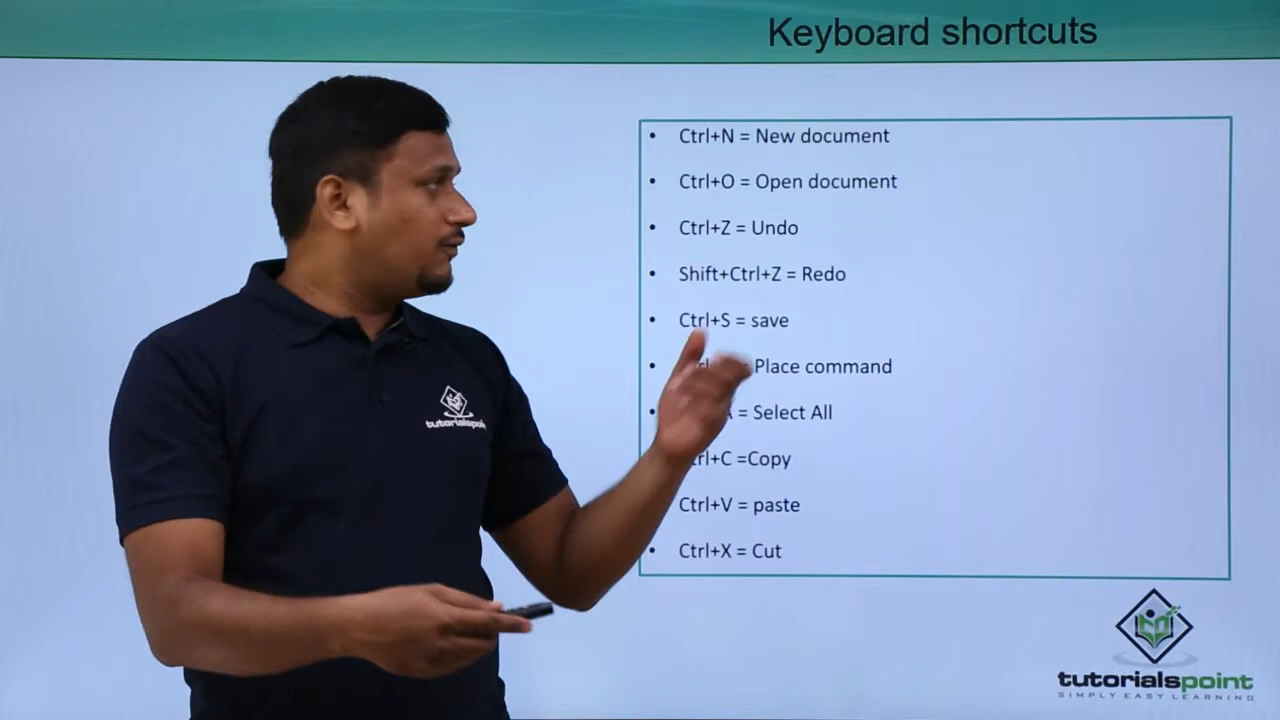 Keyboard shortcuts
• Ctrl+N = New document
• Ctrl+O = Open document
• Ctrl+Z = Undo
• Shift+Ctrl+Z = Redo
• Ctrl+S = save
• Place command
• = Select All
+C =Copy
Ctrl+V = paste
• Ctrl+X = Cut
tutorialspoint
tutorialspoint
SIMPLY EASY LEARNING